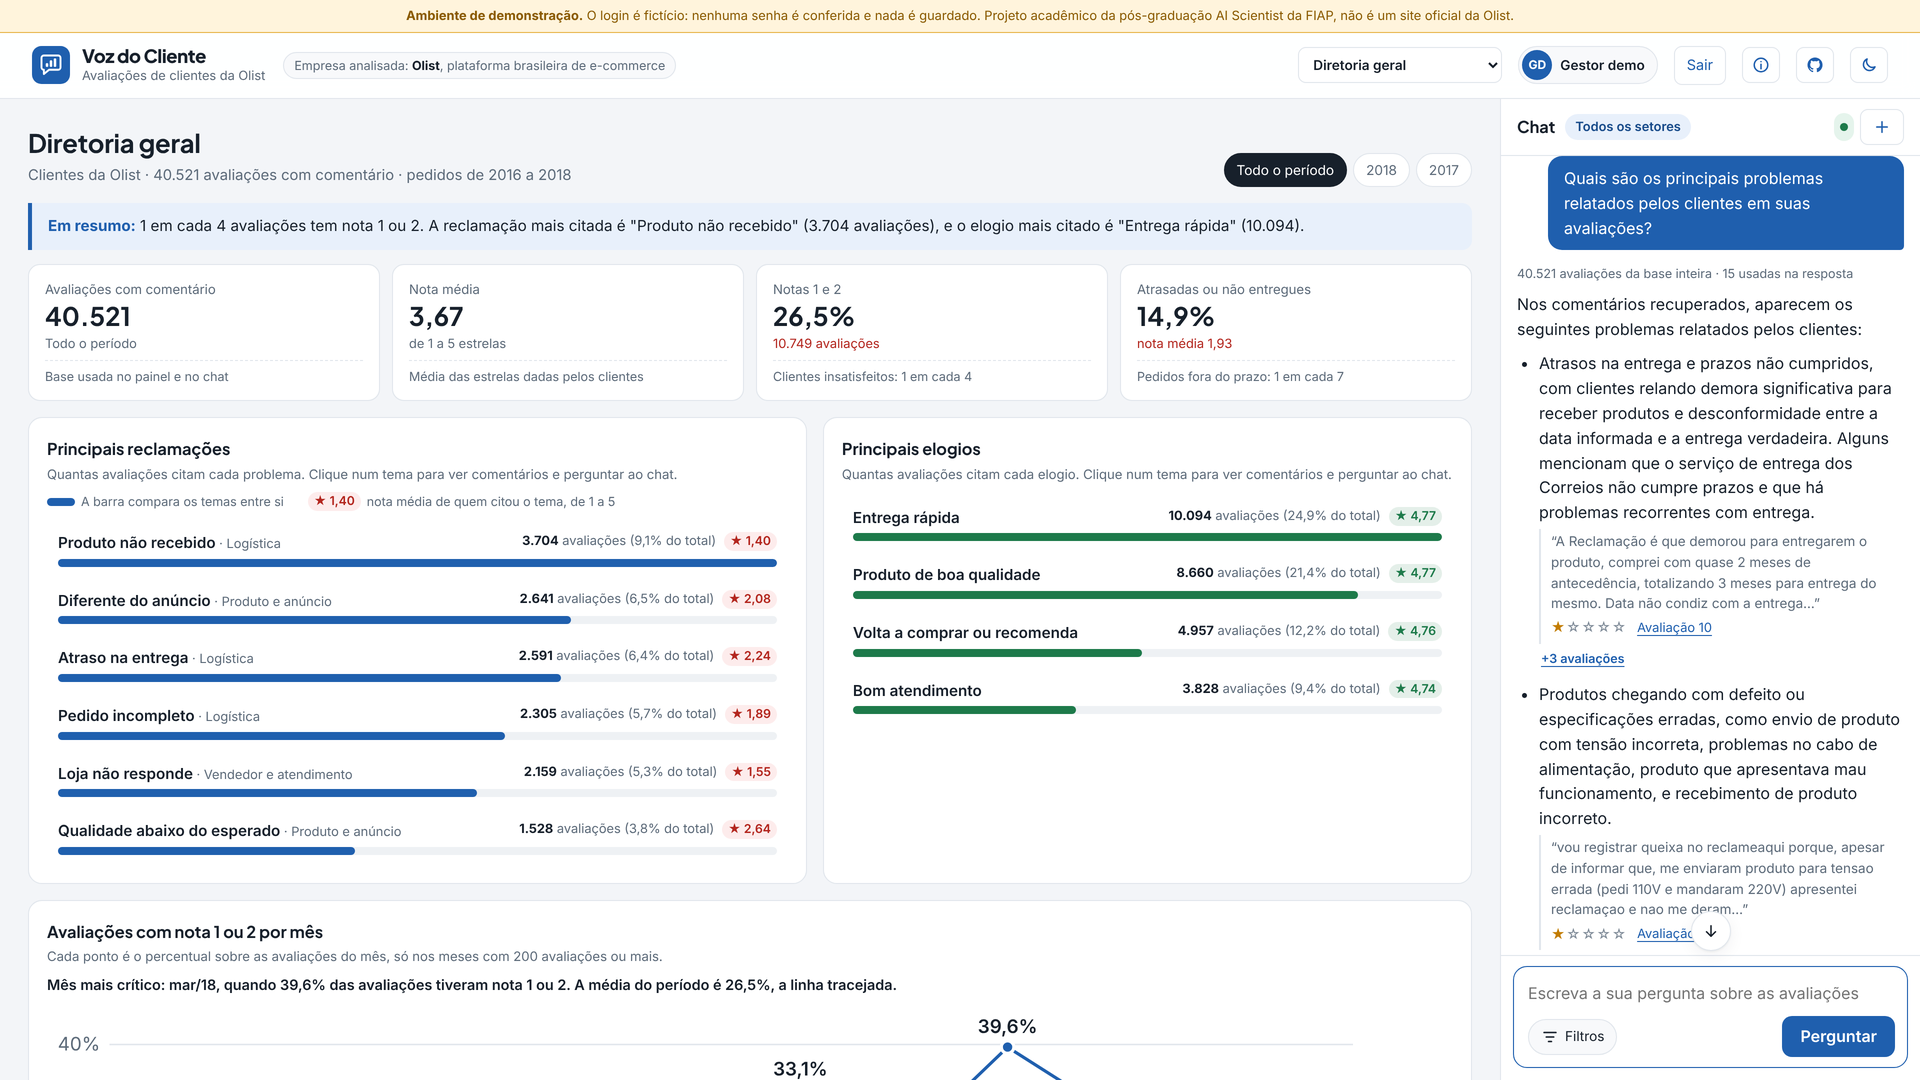 Ambiente de demonstração. O login é fictício: nenhuma senha é conferida e nada é guardado. Projeto acadêmico da pós-graduação AI Scientist da FIAP, não é um site oficial da Olist.
Voz do Cliente
Avaliações de clientes da Olist
Empresa analisada: Olist, plataforma brasileira de e-commerce
Diretoria geral
GD Gestor demo
Sair
Diretoria geral
Clientes da Olist · 40.521 avaliações com comentário · pedidos de 2016 a 2018
Todo o período 2018 2017
Em resumo: 1 em cada 4 avaliações tem nota 1 ou 2. A reclamação mais citada é "Produto não recebido" (3.704 avaliações), e o elogio mais citado é "Entrega rápida" (10.094).
Avaliações com comentário
40.521
Todo o período
Base usada no painel e no chat
Nota média
3,67
de 1 a 5 estrelas
Média das estrelas dadas pelos clientes
Notas 1 e 2
26,5%
10.749 avaliações
Clientes insatisfeitos: 1 em cada 4
Atrasadas ou não entregues
14,9%
nota média 1,93
Pedidos fora do prazo: 1 em cada 7
Principais reclamações
Quantas avaliações citam cada problema. Clique num tema para ver comentários e perguntar ao chat.
A barra compara os temas entre si ★ 1,40 nota média de quem citou o tema, de 1 a 5
Produto não recebido · Logística 3.704 avaliações (9,1% do total) ★ 1,40
Diferente do anúncio · Produto e anúncio 2.641 avaliações (6,5% do total) ★ 2,08
Atraso na entrega · Logística 2.591 avaliações (6,4% do total) ★ 2,24
Pedido incompleto · Logística 2.305 avaliações (5,7% do total) ★ 1,89
Loja não responde · Vendedor e atendimento 2.159 avaliações (5,3% do total) ★ 1,55
Qualidade abaixo do esperado · Produto e anúncio 1.528 avaliações (3,8% do total) ★ 2,64
Principais elogios
Quantas avaliações citam cada elogio. Clique num tema para ver comentários e perguntar ao chat.
Entrega rápida 10.094 avaliações (24,9% do total) ★ 4,77
Produto de boa qualidade 8.660 avaliações (21,4% do total) ★ 4,77
Volta a comprar ou recomenda 4.957 avaliações (12,2% do total) ★ 4,76
Bom atendimento 3.828 avaliações (9,4% do total) ★ 4,74
Avaliações com nota 1 ou 2 por mês
Cada ponto é o percentual sobre as avaliações do mês, só nos meses com 200 avaliações ou mais.
Mês mais crítico: mar/18, quando 39,6% das avaliações tiveram nota 1 ou 2. A média do período é 26,5%, a linha tracejada.
39,6%
40%
33,1%
Chat Todos os setores
Quais são os principais problemas
relatados pelos clientes em suas
avaliações?
40.521 avaliações da base inteira · 15 usadas na resposta
Nos comentários recuperados, aparecem os
seguintes problemas relatados pelos clientes:
• Atrasos na entrega e prazos não cumpridos,
com clientes relando demora significativa para
receber produtos e desconformidade entre a
data informada e a entrega verdadeira. Alguns
mencionam que o serviço de entrega dos
Correios não cumpre prazos e que há
problemas recorrentes com entrega.
“A Reclamação é que demorou para entregarem o
produto, comprei com quase 2 meses de
antecedência, totalizando 3 meses para entrega do
mesmo. Data não condiz com a entrega…”
★☆☆☆☆ Avaliação 10
+3 avaliações
• Produtos chegando com defeito ou
especificações erradas, como envio de produto
com tensão incorreta, problemas no cabo de
alimentação, produto que apresentava mau
funcionamento, e recebimento de produto
incorreto.
“vou registrar queixa no reclameaqui porque, apesar
de informar que, me enviaram produto para tensao
errada (pedi 110V e mandaram 220V) apresentei
reclamaçao e nao me deram…”
★☆☆☆☆
Escreva a sua pergunta sobre as avaliações
Filtros
Perguntar